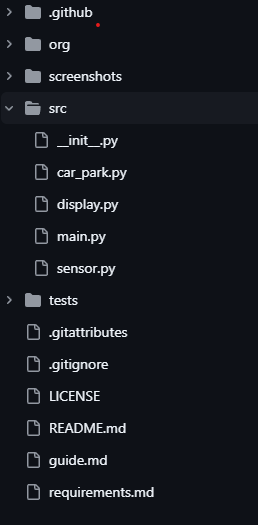 .github
org
screenshots
src
__init__.py
car_park.py
display.py
main.py
sensor.py
tests
.gitattributes
.gitignore
LICENSE
README.md
guide.md
requirements.md